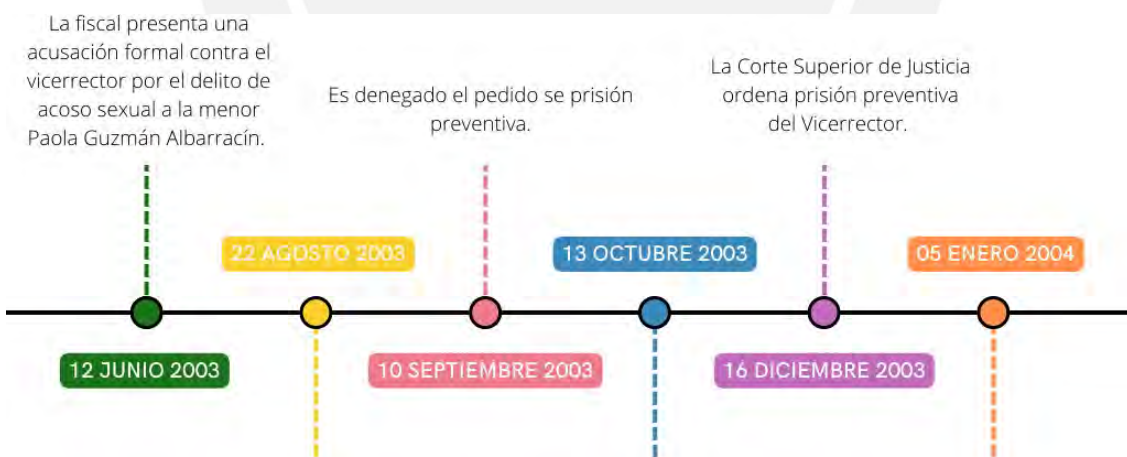 La fiscal presenta una
acusación formal contra el
vicerrector por el delito de
acoso sexual a la menor
Paola Guzmán Albarracín.
Es denegado el pedido se prisión
preventiva.
La Corte Superior de Justicia
ordena prisión preventiva
del Vicerrector.
22 AGOSTO 2003
13 OCTUBRE 2003
05 ENERO 2004
12 JUNIO 2003
10 SEPTIEMBRE 2003
16 DICIEMBRE 2003